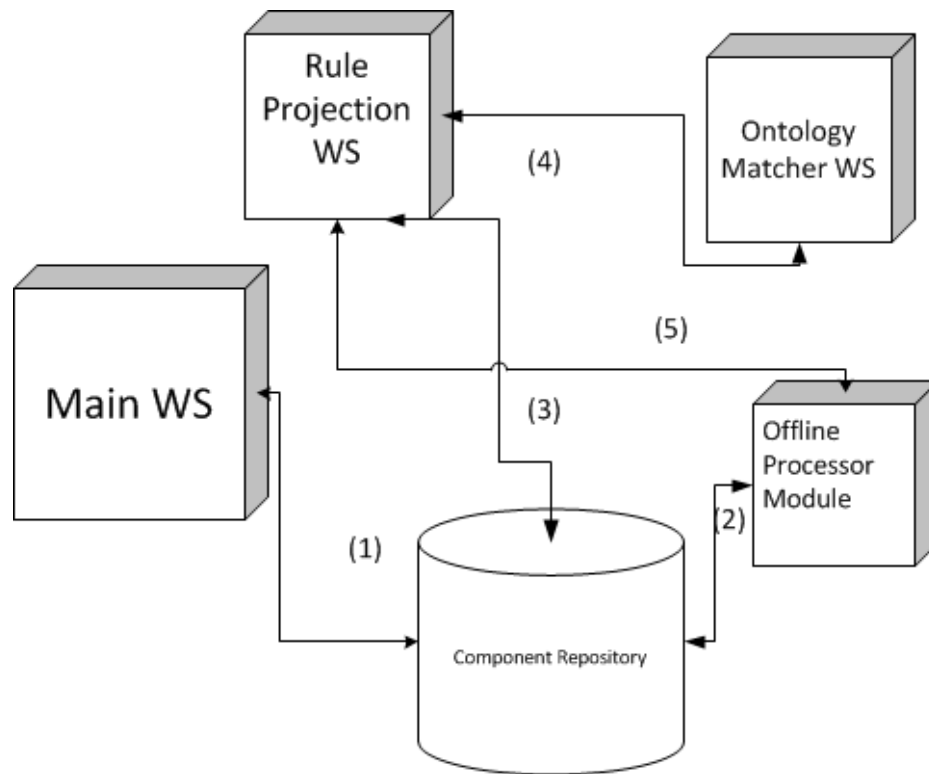 Rule
Projection
WS
Ontology
Matcher WS
(4)
(5)
Main WS
(3)
Offline
Processor
Module
(2)
(1)
Component Repository